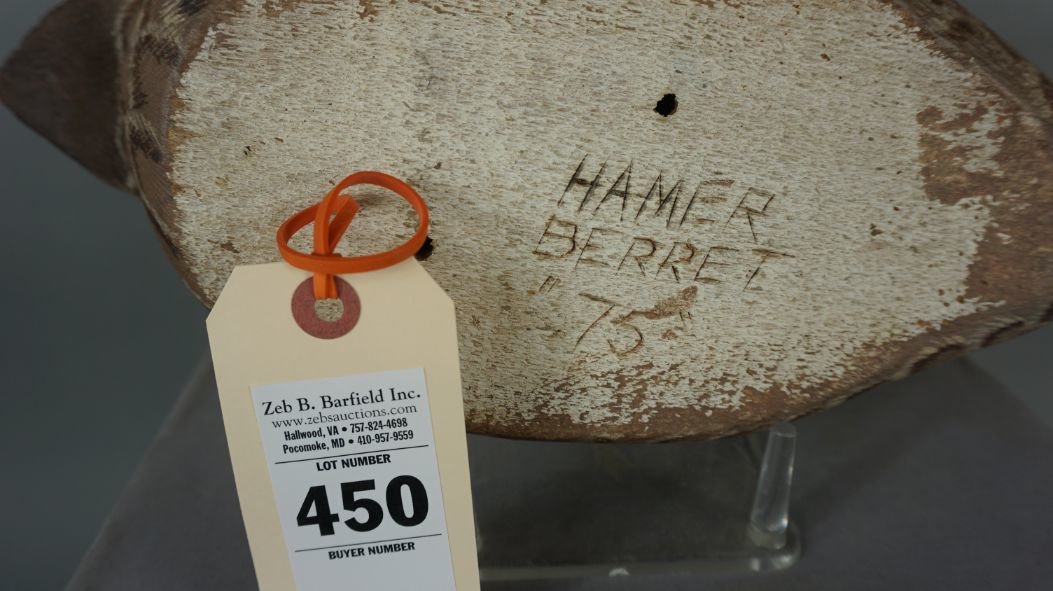 HAMER
BERRET
"75"
Zeb B. Barfield Inc.
www.zebsauctions.com
Hallwood, VA • 757-824-4698
Pocomoke, MD • 410-957-9559
LOT NUMBER
450
BUYER NUMBER